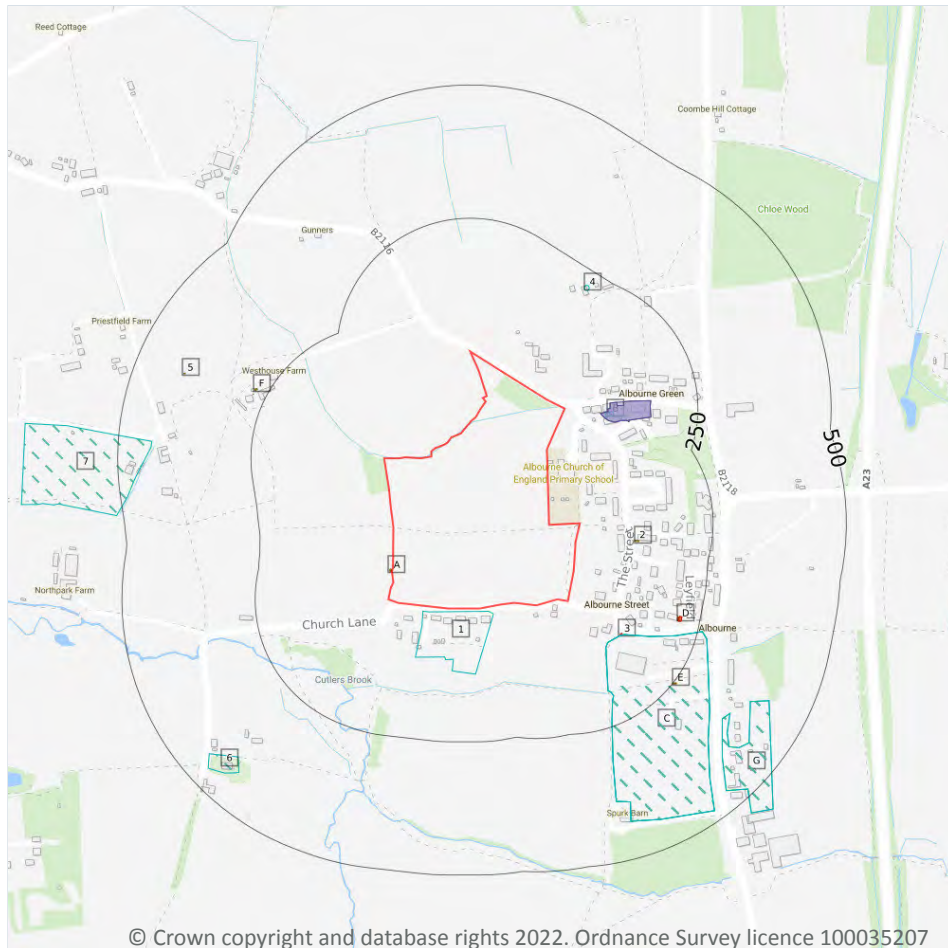 Reed Cottage
Coombe Hill Cottage
Chloe Wood
Gunners
B2116
4
Priestfield Farm
5
Westhouse Farm
F
Albourne Green
250
500
7
Albourne Church of
England Primary School
B2118
A23
2
The Street
A
Northpark Farm
Albourne Street
D
Church Lane
1
3
Albourne
Cutlers Brook
E
C
6
G
Spurk Barn
© Crown copyright and database rights 2022. Ordnance Survey licence 100035207